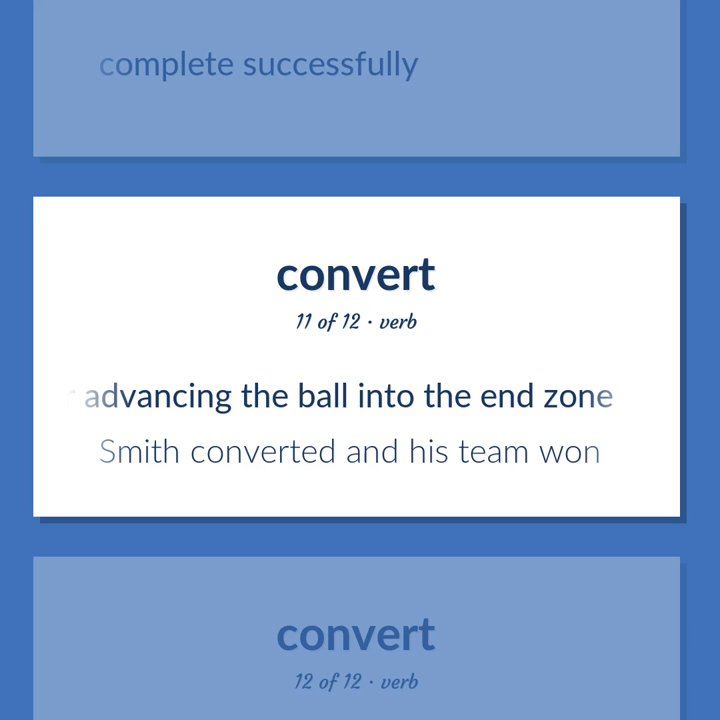 complete successfully
convert
11 of 12 · verb
advancing the ball into the end zone
Smith converted and his team won
convert
12 of 12 · verb